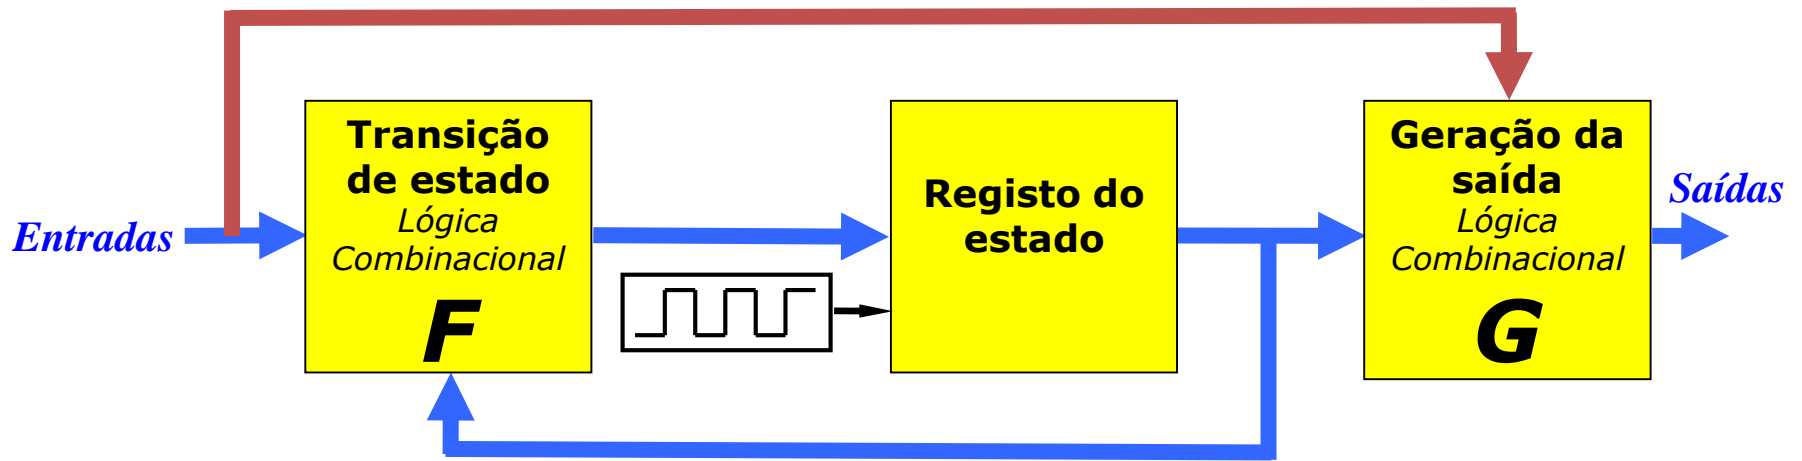 Entradas
Transição
de estado
Lógica
Combinacional
F
Registo do
estado
Geração da
saída
Lógica
Combinacional
G
Saídas